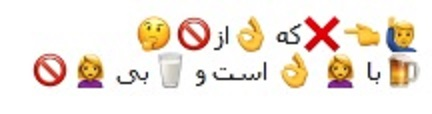 🙋‍♂️👈❌که 👌 از🚫🤔
🍺با 🙅‍♀️ 👌 است و 🥛 بی 🙅‍♀️ 🚫